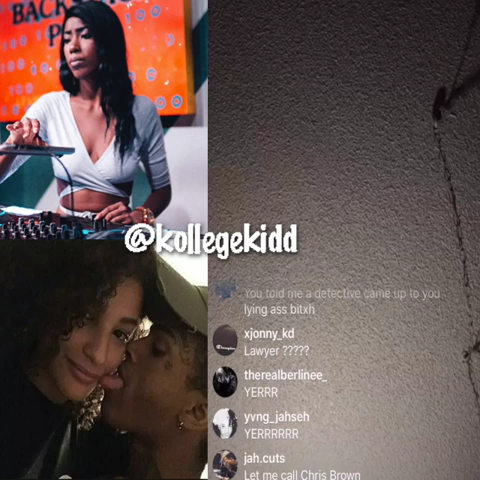 BACKS
P
@kollegekidd
You told me a detective came up to you
lying ass bitxh
xjonny_kd
Lawyer ?????
therealberlinee_
YERRR
yvng_jahseh
YERRRRRR
jah.cuts
Let me call Chris Brown